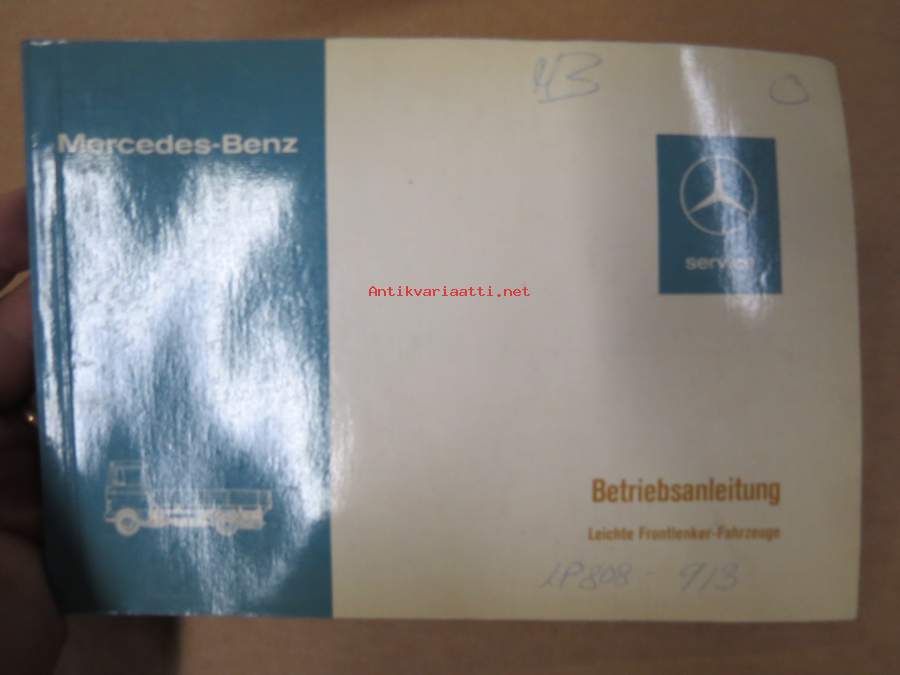 Mercedes-Benz
service
Antikvariaatti.net
Betriebsanleitung
Leichte Frontlenker-Fahrzeuge
LP808 - 913